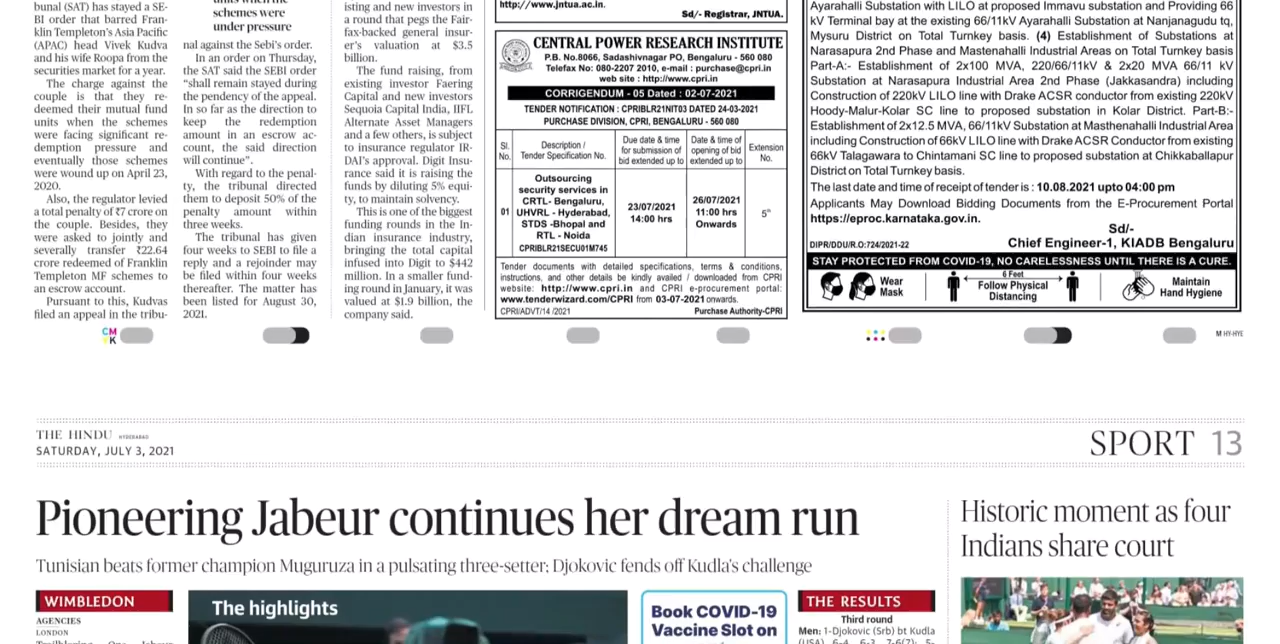 bunal (SAT) has stayed a SE-
BI order that barred Fran-
klin Templeton's Asia Pacific
(APAC) head Vivek Kudva
and his wife Roopa from the
securities market for a year.
The charge against the
couple is that they re-
deemed their mutual fund
units when the schemes
were facing significant re-
demption pressure and
eventually those schemes
were wound up on April 23,
2020.
Also, the regulator levied
a total penalty of ₹7 crore on
the couple. Besides, they
were asked to jointly and
severally transfer ₹22.64
crore redeemed of Franklin
Templeton MF schemes to
an escrow account.
Pursuant to this, Kudvas
filed an appeal in the tribu-
schemes were
under pressure
nal against the Sebi's order.
In an order on Thursday,
the SAT said the SEBI order
"shall remain stayed during
the pendency of the appeal.
In so far as the direction to
keep the redemption
amount in an escrow ac-
count, the said direction
will continue".
With regard to the penal-
ty, the tribunal directed
them to deposit 50% of the
penalty amount within
three weeks.
The tribunal has given
four weeks to SEBI to file a
reply and a rejoinder may
be filed within four weeks
thereafter. The matter has
been listed for August 30,
2021.
isting and new investors in
a round that pegs the Fair-
fax-backed general insur-
er's valuation at $3.5
billion.
The fund raising, from
existing investor Faering
Capital and new investors
Sequoia Capital India, IIFL
Alternate Asset Managers
and a few others, is subject
to insurance regulator IR-
DAI's approval. Digit Insu-
rance said it is raising the
funds by diluting 5% equi-
ty, to maintain solvency.
This is one of the biggest
funding rounds in the In-
dian insurance industry,
bringing the total capital
infused into Digit to $442
million. In a smaller fund-
ing round in January, it was
valued at $1.9 billion, the
company said.
http://www.jntua.ac.in.
Sd/- Registrar, JNTUA.
CENTRAL POWER RESEARCH INSTITUTE
P.B. No.8066, Sadashivnagar PO, Bengaluru - 560 080
Telefax No: 080-2207 2010, e-mail : purchase@cpri.in
web site : http://www.cpri.in
CORRIGENDUM - 05 Dated : 02-07-2021
TENDER NOTIFICATION : CPRIBLR21NIT03 DATED 24-03-2021
PURCHASE DIVISION, CPRI, BENGALURU - 560 080
Sl. No.
Description / Tender Specification No.
Due date & time for submission of bid extended up to
Date & time of opening of bid extended up to
Extension No.
01
Outsourcing
security services in
CRTL- Bengaluru,
UHVRL - Hyderabad,
STDS -Bhopal and
RTL - Noida
CPRIBLR21SECU01M745
23/07/2021
14:00 hrs
26/07/2021
11:00 hrs
Onwards
5th
Tender documents with detailed specifications, terms & conditions,
instructions, and other details be kindly availed / downloaded from CPRI
website: http://www.cpri.in and CPRI e-procurement portal:
www.tenderwizard.com/CPRI from 03-07-2021 onwards.
CPRI/ADVT/14 /2021 Purchase Authority-CPRI
Ayarahalli Substation with LILO at proposed Immavu substation and Providing 66
kV Terminal bay at the existing 66/11kV Ayarahalli Substation at Nanjanagudu tq,
Mysuru District on Total Turnkey basis. (4) Establishment of Substations at
Narasapura 2nd Phase and Mastenahalli Industrial Areas on Total Turnkey basis
Part-A:- Establishment of 2x100 MVA, 220/66/11kV & 2x20 MVA 66/11 kV
Substation at Narasapura Industrial Area 2nd Phase (Jakkasandra) including
Construction of 220kV LILO line with Drake ACSR conductor from existing 220kV
Hoody-Malur-Kolar SC line to proposed substation in Kolar District. Part-B:-
Establishment of 2x12.5 MVA, 66/11kV Substation at Masthenahalli Industrial Area
including Construction of 66kV LILO line with Drake ACSR Conductor from existing
66kV Talagawara to Chintamani SC line to proposed substation at Chikkaballapur
District on Total Turnkey basis.
The last date and time of receipt of tender is : 10.08.2021 upto 04:00 pm
Applicants May Download Bidding Documents from the E-Procurement Portal
https://eproc.karnataka.gov.in.
Sd/-
DIPR/DDU/R.O:724/2021-22 Chief Engineer-1, KIADB Bengaluru
STAY PROTECTED FROM COVID-19, NO CARELESSNESS UNTIL THERE IS A CURE.
Wear
Mask
6 Feet
Follow Physical
Distancing
Maintain
Hand Hygiene
CM
K
M HY-HYE
THE HINDU HYDERABAD
SATURDAY, JULY 3, 2021
SPORT 13
Pioneering Jabeur continues her dream run
Tunisian beats former champion Muguruza in a pulsating three-setter; Djokovic fends off Kudla's challenge
WIMBLEDON
AGENCIES
LONDON
The highlights
Book COVID-19
Vaccine Slot on
THE RESULTS
Third round
Men: 1-Djokovic (Srb) bt Kudla
Historic moment as four
Indians share court